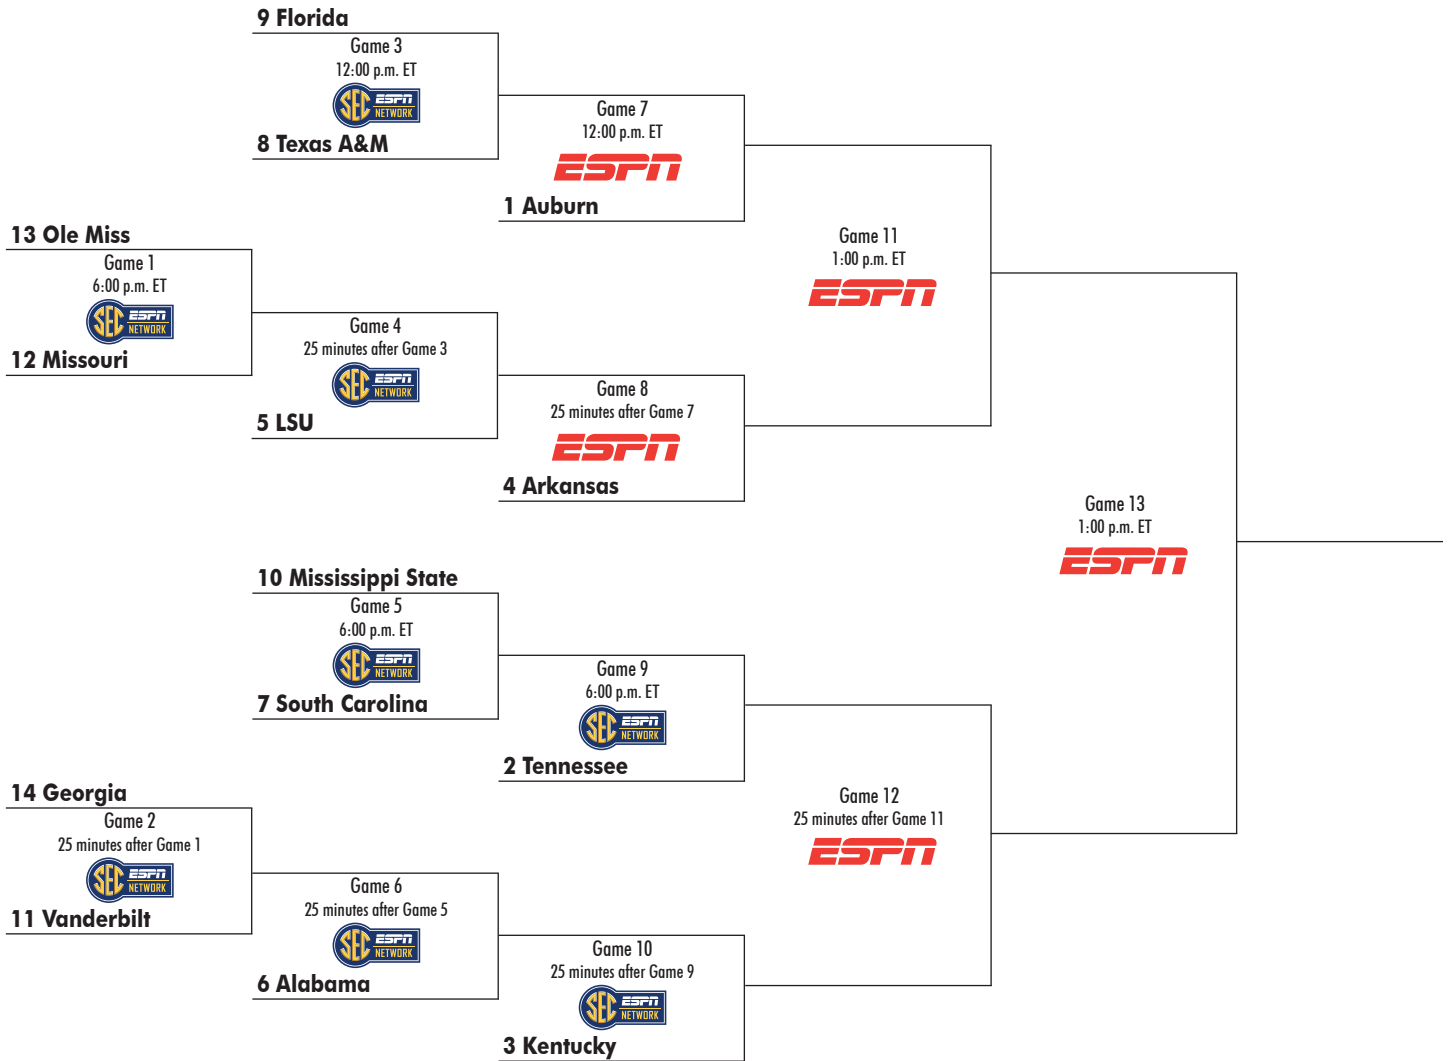 9 Florida
Game 3
12:00 p.m. ET
SEC ESPN NETWORK
8 Texas A&M
Game 7
12:00 p.m. ET
ESPN
1 Auburn
13 Ole Miss
Game 1
6:00 p.m. ET
SEC ESPN NETWORK
12 Missouri
Game 4
25 minutes after Game 3
SEC ESPN NETWORK
5 LSU
Game 8
25 minutes after Game 7
ESPN
4 Arkansas
Game 11
1:00 p.m. ET
ESPN
Game 13
1:00 p.m. ET
ESPN
10 Mississippi State
Game 5
6:00 p.m. ET
SEC ESPN NETWORK
7 South Carolina
Game 9
6:00 p.m. ET
SEC ESPN NETWORK
2 Tennessee
14 Georgia
Game 2
25 minutes after Game 1
SEC ESPN NETWORK
11 Vanderbilt
Game 6
25 minutes after Game 5
SEC ESPN NETWORK
6 Alabama
Game 10
25 minutes after Game 9
SEC ESPN NETWORK
3 Kentucky
Game 12
25 minutes after Game 11
ESPN